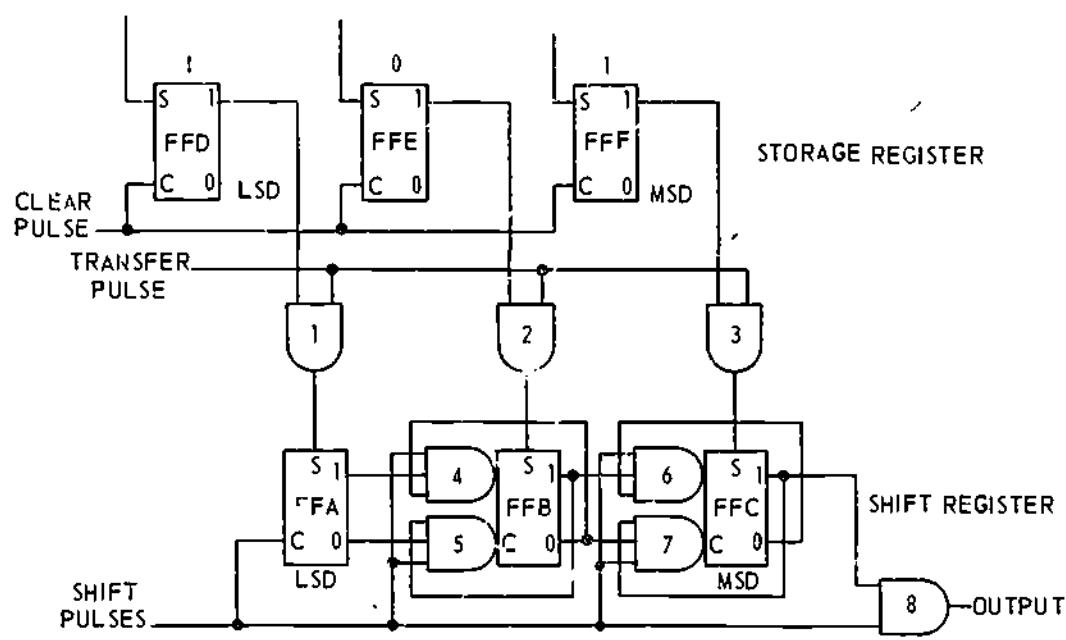 1 0 1
S 1 S 1 S 1
FFD FFE FFF
STORAGE REGISTER
C 0 LSD C 0 C 0 MSD
CLEAR
PULSE
TRANSFER
PULSE
1 2 3
S 1 4 S 1 6 S 1
FFA FFB FFC
SHIFT REGISTER
C 0 5 C 0 7 C 0
LSD MSD
SHIFT
PULSES
8 OUTPUT